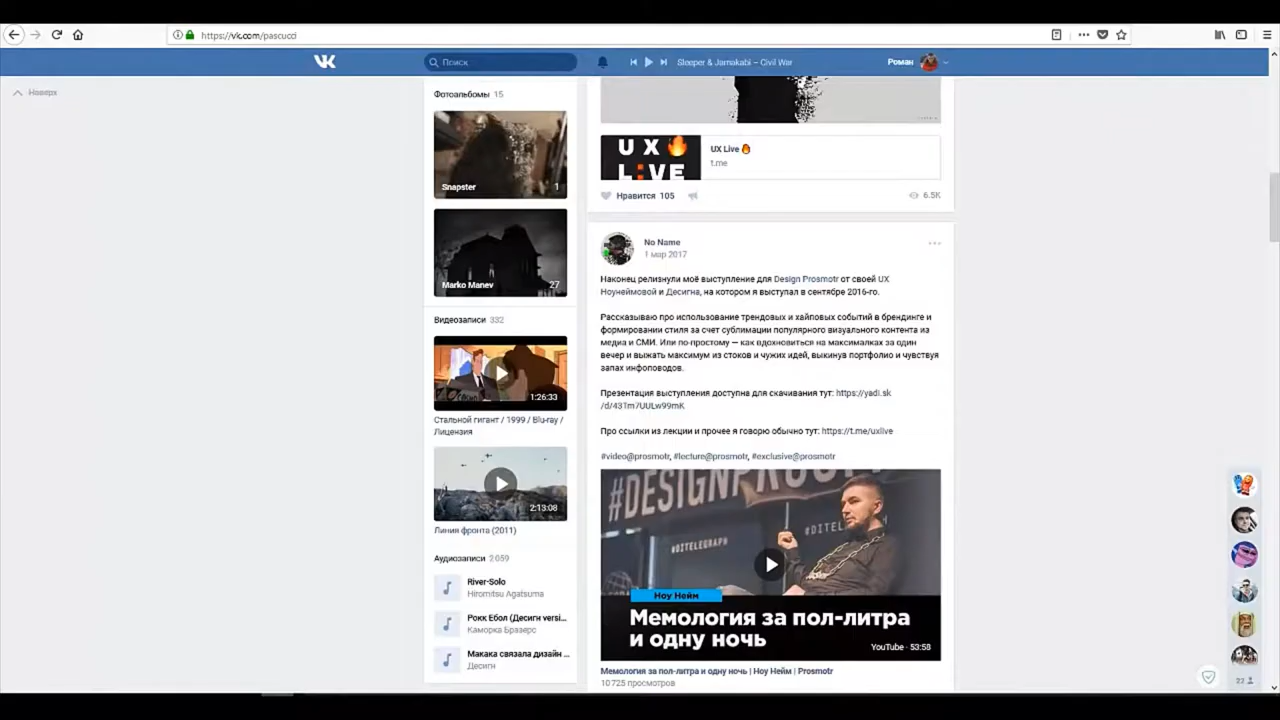 https://vk.com/pascucci
Поиск
Sleeper & Jamakabi – Civil War
Роман
Наверх
Фотоальбомы 15
Snapster 1
Marko Manev 27
Видеозаписи 332
1:26:33
Стальной гигант / 1999 / Blu-ray /
Лицензия
2:13:08
Линия фронта (2011)
Аудиозаписи 2 059
River-Solo
Hiromitsu Agatsuma
Рокк Ебол (Десигн versi...
Каморка Бразерс
Макака связала дизайн ...
Десигн
UX
LIVE
UX Live 🔥
t.me
Нравится 105
6.5K
No Name
1 мар 2017
Наконец релизнули моё выступление для Design Prosmotr от своей UX
Ноунеймовой и Десигна, на котором я выступал в сентябре 2016-го.
Рассказываю про использование трендовых и хайповых событий в брендинге и
формировании стиля за счет сублимации популярного визуального контента из
медиа и СМИ. Или по-простому — как вдохновиться на максималках за один
вечер и выжать максимум из стоков и чужих идей, выкинув портфолио и чувствуя
запах инфоповодов.
Презентация выступления доступна для скачивания тут: https://yadi.sk
/d/43Tm7UULw99mK
Про ссылки из лекции и прочее я говорю обычно тут: https://t.me/uxlive
#video@prosmotr, #lecture@prosmotr, #exclusive@prosmotr
Ноу Нейм
Мемология за пол-литра
и одну ночь
YouTube · 53:58
Мемология за пол-литра и одну ночь | Ноу Нейм | Prosmotr
10 725 просмотров